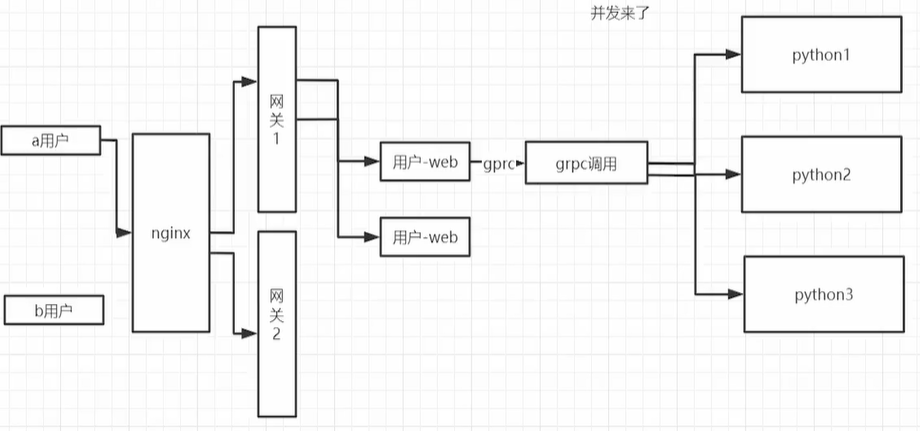 并发来了
a用户
b用户
nginx
网
关
1
网
关
2
用户-web
用户-web
gprc
grpc调用
python1
python2
python3